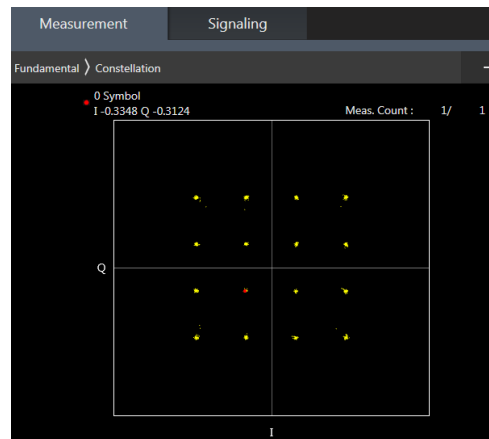 Measurement Signaling
Fundamental 〉 Constellation
0 Symbol
I -0.3348 Q -0.3124 Meas. Count : 1/ 1
Q
I